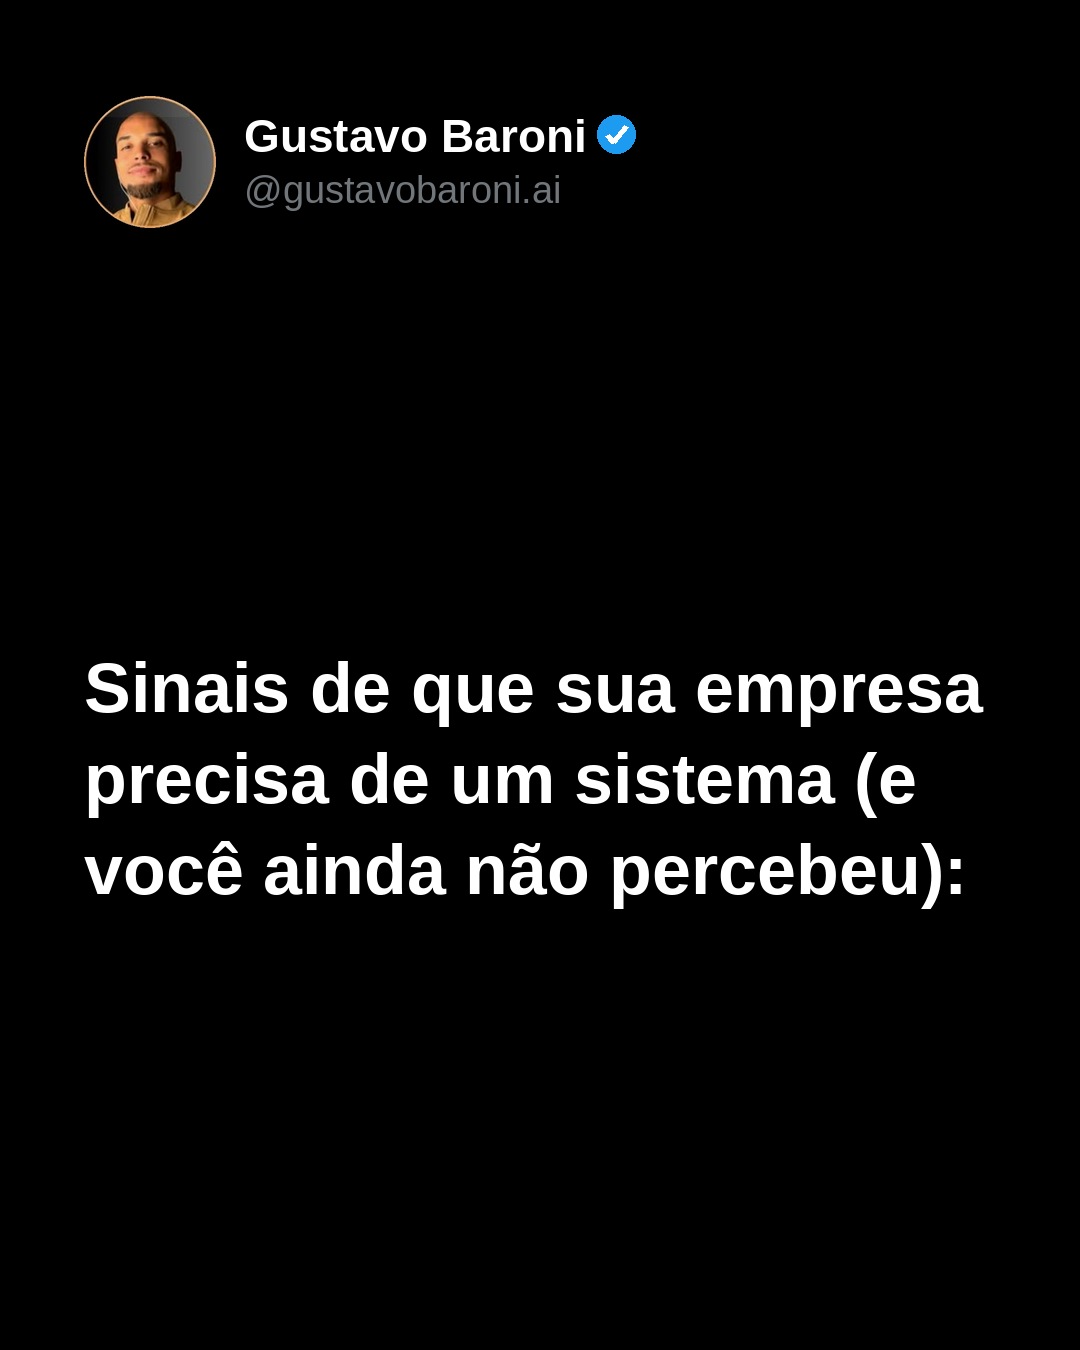 Gustavo Baroni
@gustavobaroni.ai
Sinais de que sua empresa
precisa de um sistema (e
você ainda não percebeu):